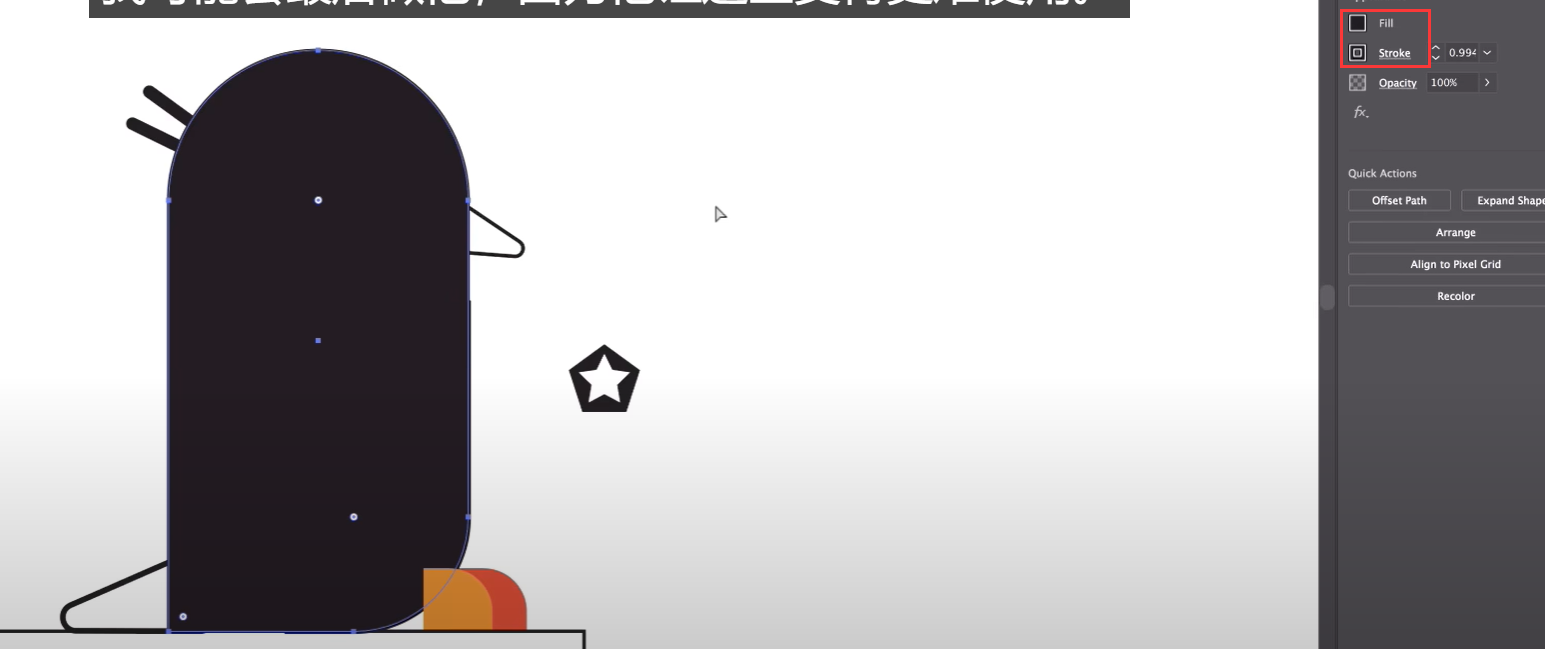 Fill
Stroke 0.994
Opacity 100%
fx.
Quick Actions
Offset Path Expand Shape
Arrange
Align to Pixel Grid
Recolor